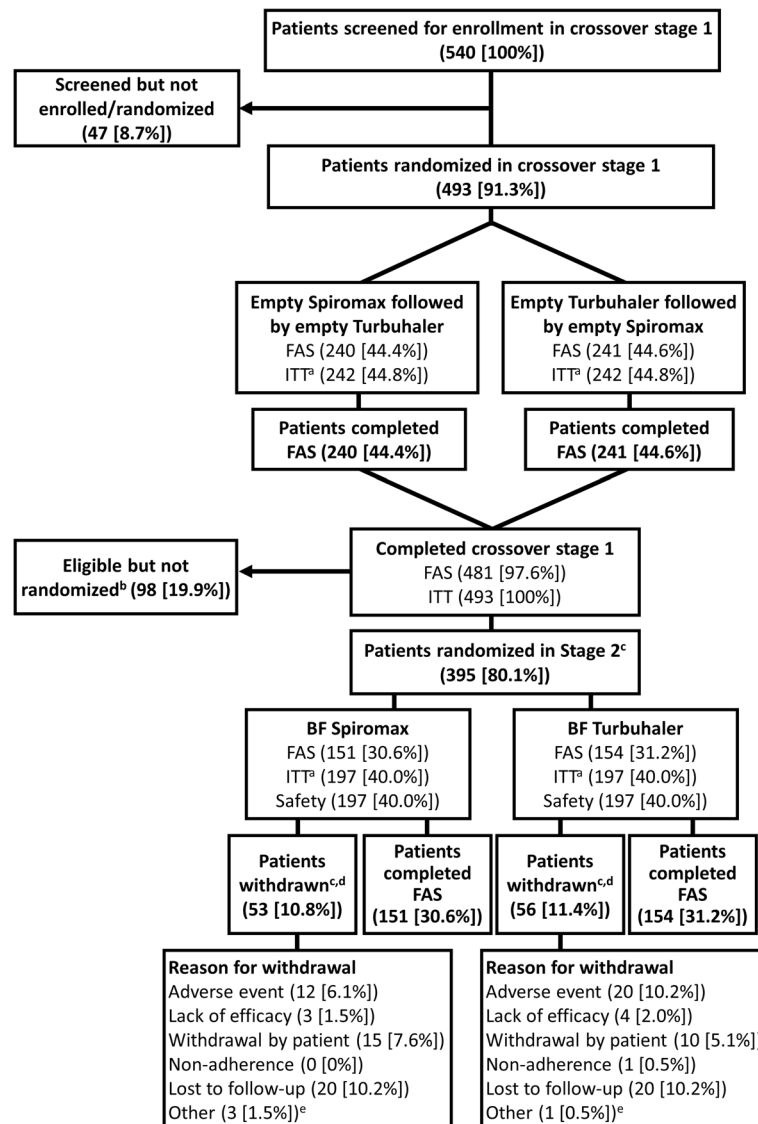 Patients screened for enrollment in crossover stage 1
(540 [100%])
Screened but not
enrolled/randomized
(47 [8.7%])
Patients randomized in crossover stage 1
(493 [91.3%])
Empty Spiromax followed
by empty Turbuhaler
FAS (240 [44.4%])
ITTᵃ (242 [44.8%])
Empty Turbuhaler followed
by empty Spiromax
FAS (241 [44.6%])
ITTᵃ (242 [44.8%])
Patients completed
FAS (240 [44.4%])
Patients completed
FAS (241 [44.6%])
Completed crossover stage 1
FAS (481 [97.6%])
ITT (493 [100%])
Eligible but not
randomizedᵇ (98 [19.9%])
Patients randomized in Stage 2ᶜ
(395 [80.1%])
BF Spiromax
FAS (151 [30.6%])
ITTᵃ (197 [40.0%])
Safety (197 [40.0%])
BF Turbuhaler
FAS (154 [31.2%])
ITTᵃ (197 [40.0%])
Safety (197 [40.0%])
Patients
withdrawnᶜ,ᵈ
(53 [10.8%])
Patients
completed
FAS
(151 [30.6%])
Patients
withdrawnᶜ,ᵈ
(56 [11.4%])
Patients
completed
FAS
(154 [31.2%])
Reason for withdrawal
Adverse event (12 [6.1%])
Lack of efficacy (3 [1.5%])
Withdrawal by patient (15 [7.6%])
Non-adherence (0 [0%])
Lost to follow-up (20 [10.2%])
Other (3 [1.5%])ᵉ
Reason for withdrawal
Adverse event (20 [10.2%])
Lack of efficacy (4 [2.0%])
Withdrawal by patient (10 [5.1%])
Non-adherence (1 [0.5%])
Lost to follow-up (20 [10.2%])
Other (1 [0.5%])ᵉ